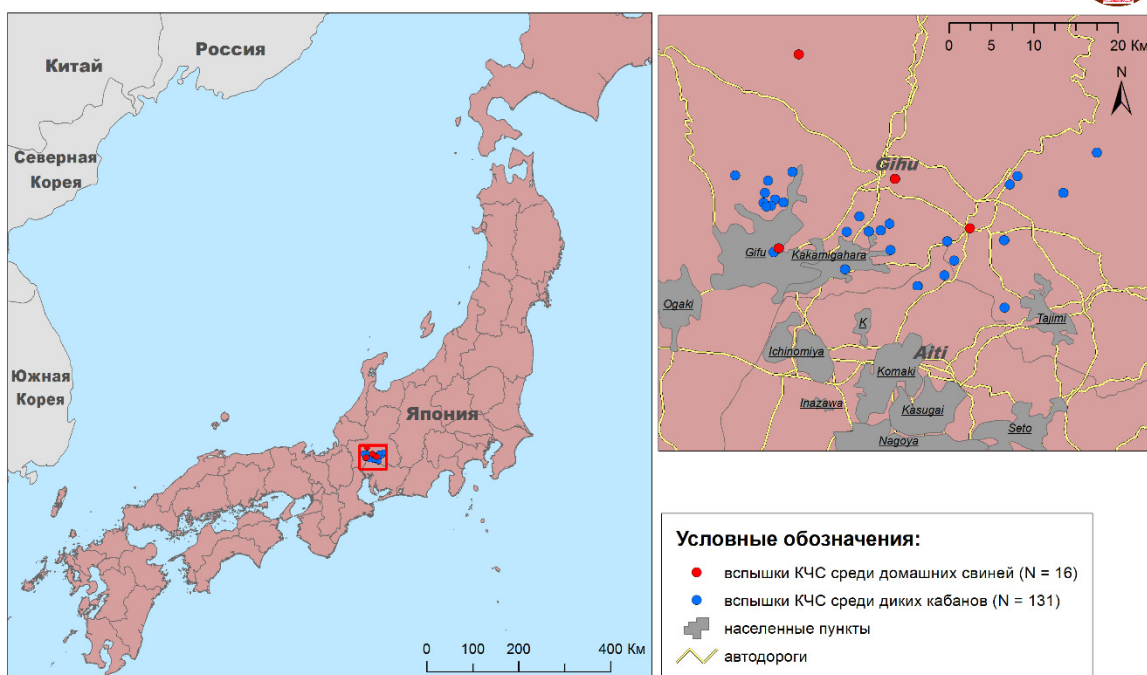 Китай
Россия
Северная
Корея
Южная
Корея
Япония
0 100 200 400 Км
0 5 10 20 Км
N
Gihu
Gifu
Kakamigahara
Ogaki
Tajimi
K
Ichinomiya
Aiti
Komaki
Inazawa
Kasugai
Seto
Nagoya
Условные обозначения:
вспышки КЧС среди домашних свиней (N = 16)
вспышки КЧС среди диких кабанов (N = 131)
населенные пункты
автодороги